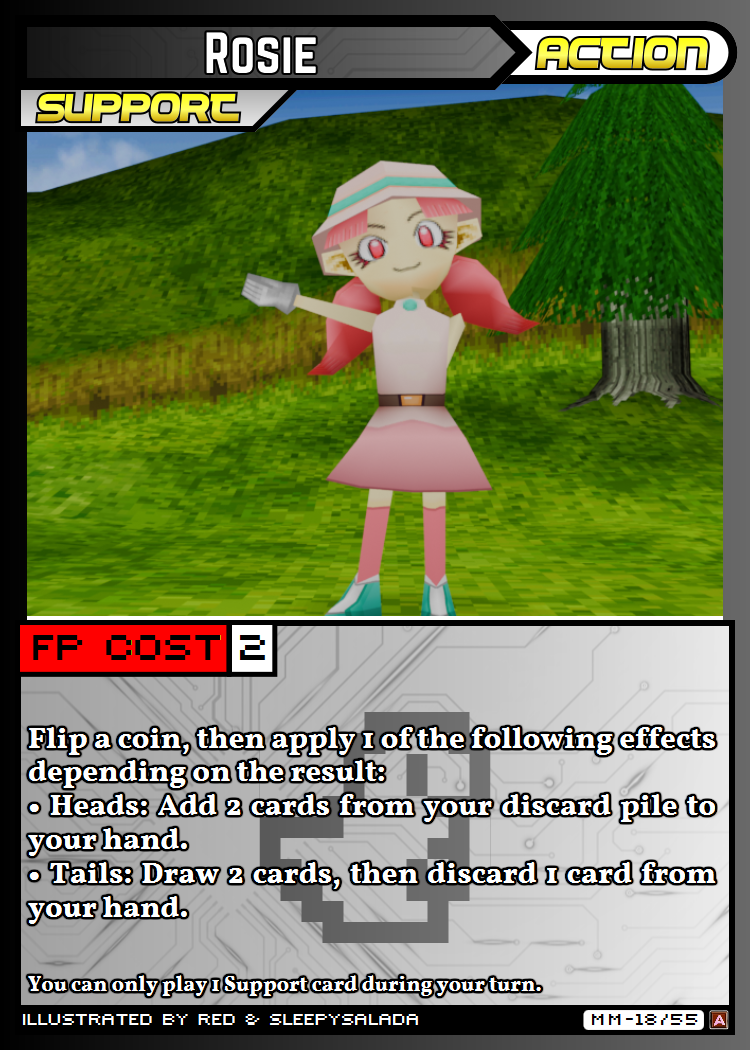 Rosie
ACTION
SUPPORT
FP COST 2
Flip a coin, then apply 1 of the following effects
depending on the result:
• Heads: Add 2 cards from your discard pile to
your hand.
• Tails: Draw 2 cards, then discard 1 card from
your hand.
You can only play 1 Support card during your turn.
ILLUSTRATED BY RED & SLEEPYSALADA
MM-18/55 A